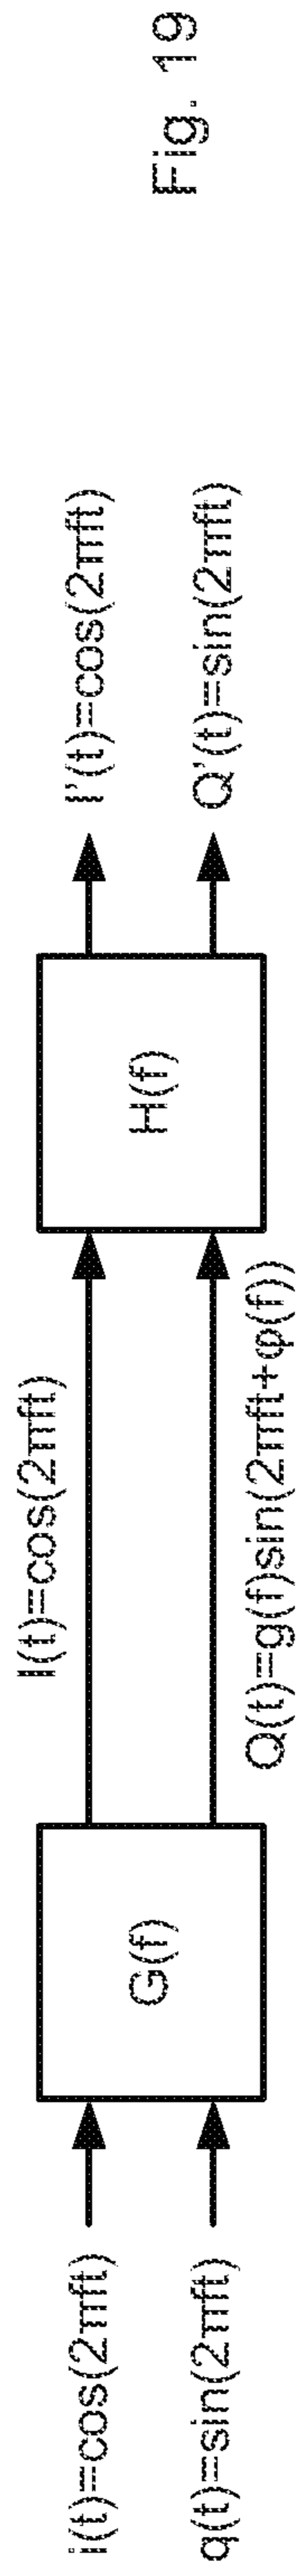 i(t)=cos(2πft)
q(t)=sin(2πft)
G(f)
I(t)=cos(2πft)
Q(t)=g(f)sin(2πft+φ(f))
H(f)
I'(t)=cos(2πft)
Q'(t)=sin(2πft)
Fig. 19